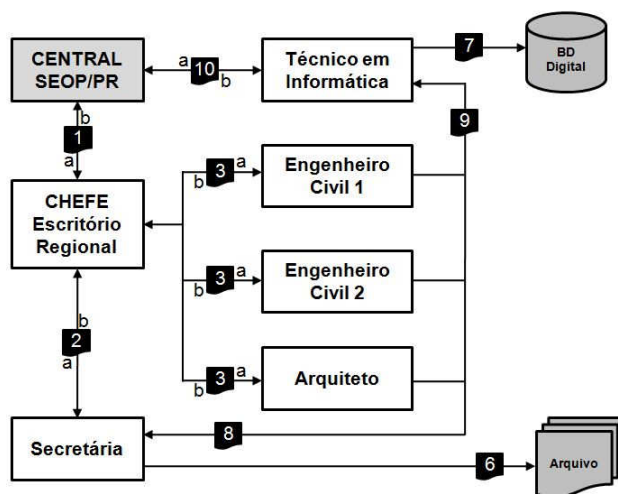 CENTRAL
SEOP/PR
a
10
b
Técnico em
Informática
7
BD
Digital
b
1
a
9
CHEFE
Escritório
Regional
b
3
a
Engenheiro
Civil 1
b
3
a
Engenheiro
Civil 2
b
2
a
b
3
a
Arquiteto
Secretária
8
6
Arquivo